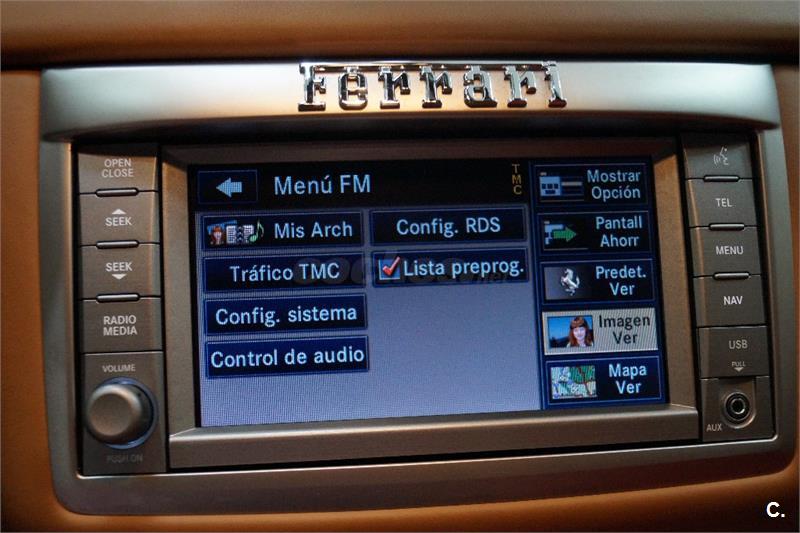 Ferrari
OPEN
CLOSE
SEEK
SEEK
RADIO
MEDIA
VOLUME
PUSH ON
Menú FM
TMC
Mis Arch
Config. RDS
Tráfico TMC
Lista preprog.
Config. sistema
Control de audio
Mostrar
Opción
Pantall
Ahorr
Predet.
Ver
Imagen
Ver
Mapa
Ver
TEL
MENU
NAV
USB
PULL
AUX
C.